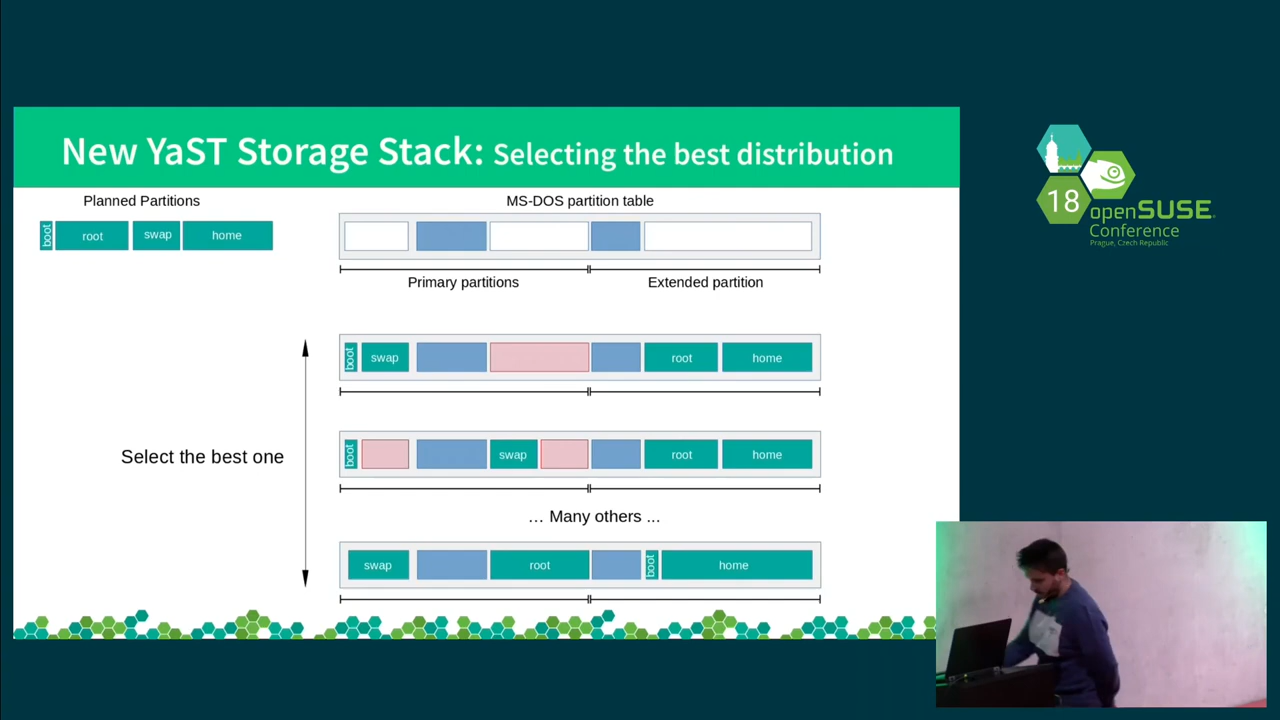 New YaST Storage Stack: Selecting the best distribution
Planned Partitions
boot root swap home
MS-DOS partition table
Primary partitions
Extended partition
Select the best one
boot swap root home
boot swap root home
... Many others ...
swap root boot home
18
openSUSE
Conference
Prague, Czech Republic